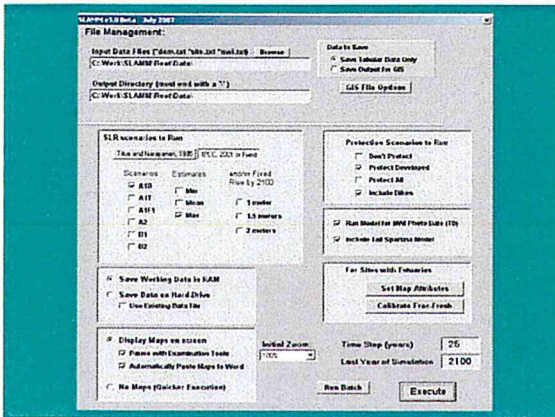 SLAMM v5.0 Beta July 2007
File Management:
Input Data Files (*dem.txt *site.txt *nwi.txt)
Browse
C:\Work\SLAMM Reef Data\
Output Directory (must end with a '\')
C:\Work\SLAMM Reef Data\
Data to Save
Save Tabular Data Only
Save Output for GIS
GIS File Options
SLR scenarios to Run
Titus and Narayanan, 1995
IPCC, 2001 or Fixed
Scenarios
A1B
A1T
A1F1
A2
B1
B2
Estimates
Min
Mean
Max
and/or Fixed
Rise by 2100
1 meter
1.5 meters
2 meters
Protection Scenarios to Run
Don't Protect
Protect Developed
Protect All
Include Dikes
Run Model for NWI Photo Date (T0)
Include Tall Spartina Model
For Sites with Estuaries
Set Map Attributes
Calibrate Frac. Fresh
Save Working Data in RAM
Save Data on Hard Drive
Use Existing Data File
Display Maps on screen
Pause with Examination Tools
Automatically Paste Maps to Word
No Maps (Quicker Execution)
Initial Zoom:
100%
Time Step (years)
25
Last Year of Simulation
2100
Run Batch
Execute